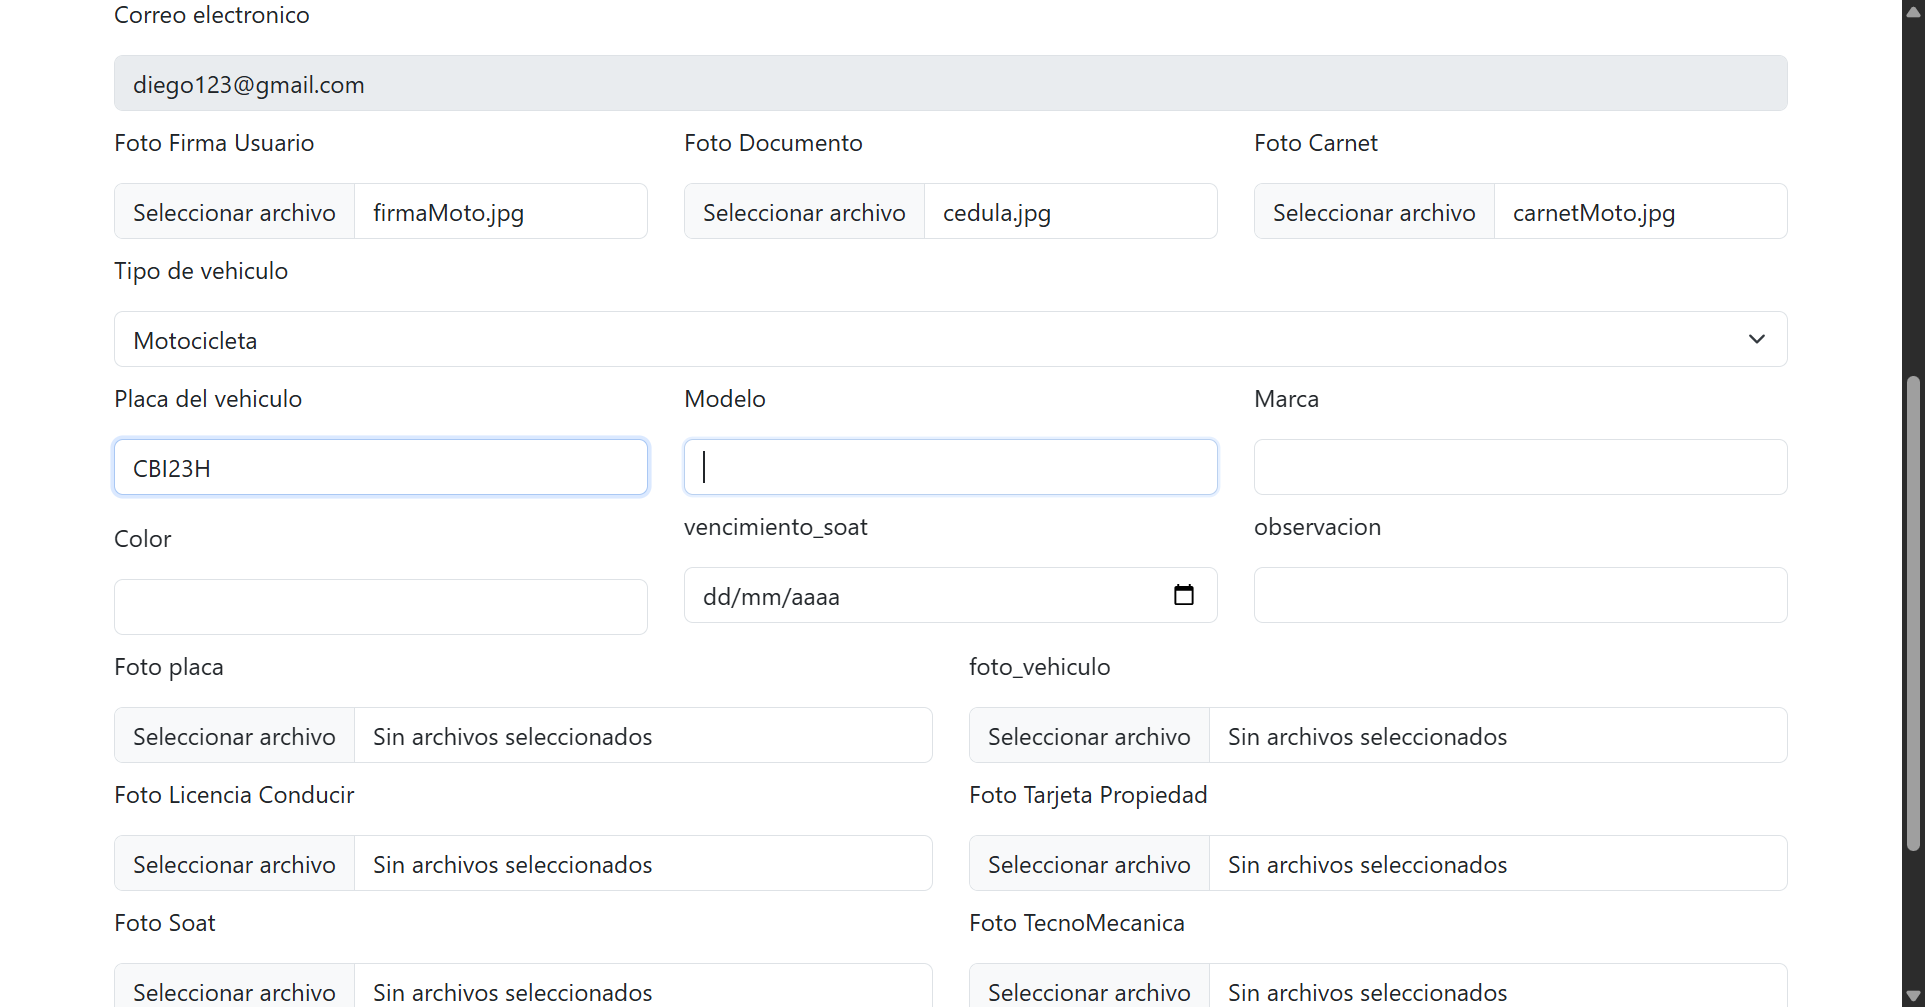 Correo electronico
diego123@gmail.com
Foto Firma Usuario
Foto Documento
Foto Carnet
Seleccionar archivo firmaMoto.jpg
Seleccionar archivo cedula.jpg
Seleccionar archivo carnetMoto.jpg
Tipo de vehiculo
Motocicleta
Placa del vehiculo
Modelo
Marca
CBI23H
Color
vencimiento_soat
observacion
dd/mm/aaaa
Foto placa
foto_vehiculo
Seleccionar archivo Sin archivos seleccionados
Seleccionar archivo Sin archivos seleccionados
Foto Licencia Conducir
Foto Tarjeta Propiedad
Seleccionar archivo Sin archivos seleccionados
Seleccionar archivo Sin archivos seleccionados
Foto Soat
Foto TecnoMecanica
Seleccionar archivo Sin archivos seleccionados
Seleccionar archivo Sin archivos seleccionados